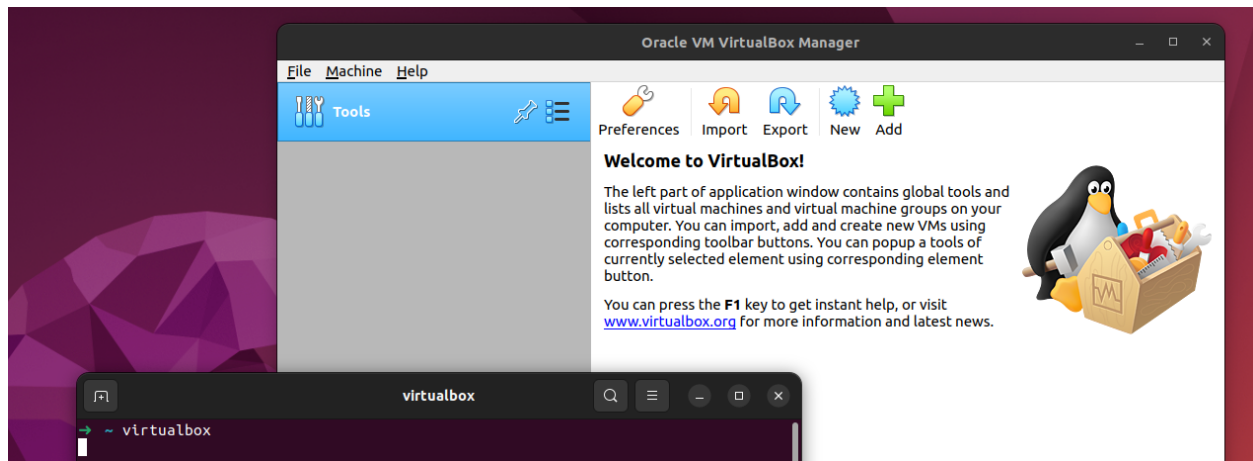 Oracle VM VirtualBox Manager
File Machine Help
Tools
Preferences Import Export New Add
Welcome to VirtualBox!
The left part of application window contains global tools and
lists all virtual machines and virtual machine groups on your
computer. You can import, add and create new VMs using
corresponding toolbar buttons. You can popup a tools of
currently selected element using corresponding element
button.
You can press the F1 key to get instant help, or visit
www.virtualbox.org for more information and latest news.
virtualbox
→ ~ virtualbox